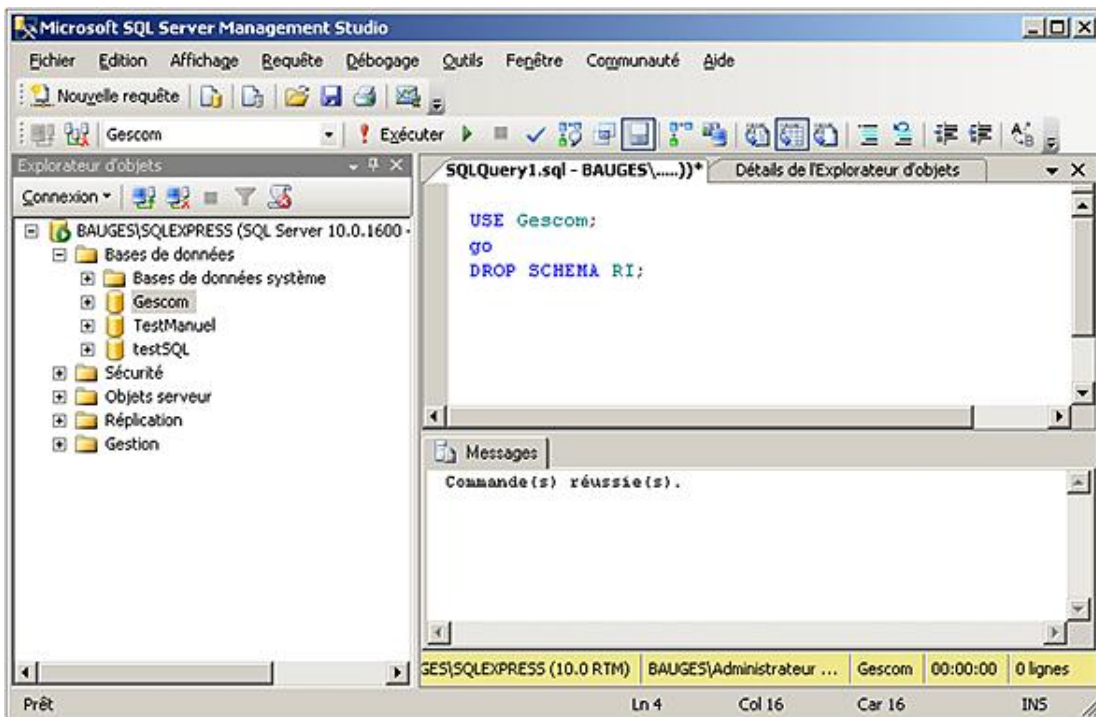 Microsoft SQL Server Management Studio
Fichier Edition Affichage Requête Débogage Outils Fenêtre Communauté Aide
Nouvelle requête
Gescom Exécuter
Explorateur d'objets
SQLQuery1.sql - BAUGES\.....))* Détails de l'Explorateur d'objets
Connexion
BAUGES\SQLEXPRESS (SQL Server 10.0.1600 -
Bases de données
Bases de données système
Gescom
TestManuel
testSQL
Sécurité
Objets serveur
Réplication
Gestion
USE Gescom;
go
DROP SCHEMA RI;
Messages
Commande(s) réussie(s).
GES\SQLEXPRESS (10.0 RTM) BAUGES\Administrateur ... Gescom 00:00:00 0 lignes
Prêt Ln 4 Col 16 Car 16 INS